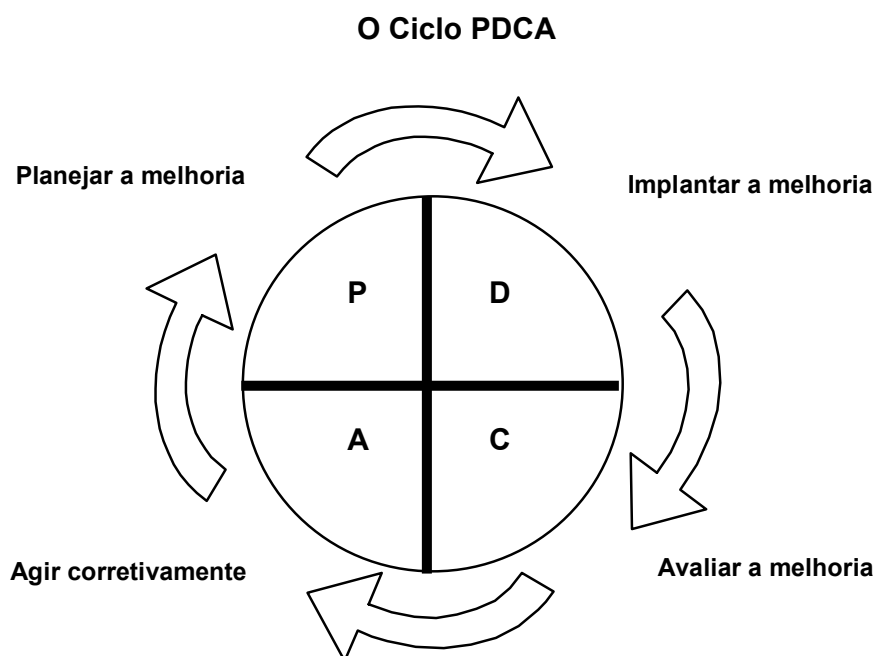 O Ciclo PDCA
Planejar a melhoria
Implantar a melhoria
P
D
A
C
Agir corretivamente
Avaliar a melhoria